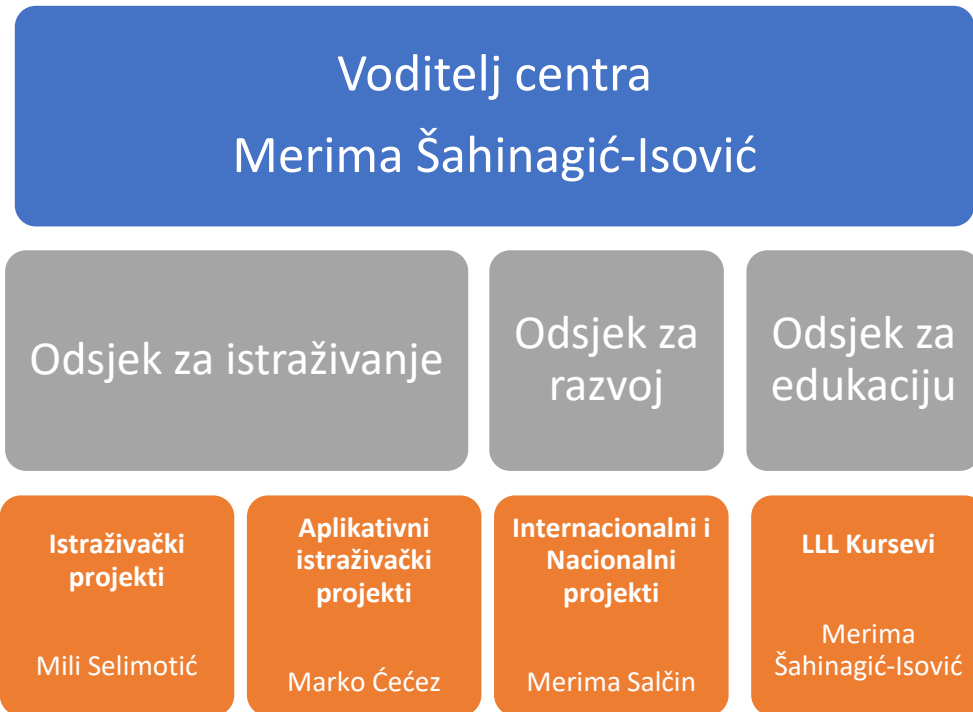 Voditelj centra
Merima Šahinagić-Isović
Odsjek za istraživanje
Odsjek za
razvoj
Odsjek za
edukaciju
Istraživački
projekti
Mili Selimotić
Aplikativni
istraživački
projekti
Marko Ćećez
Internacionalni i
Nacionalni
projekti
Merima Salčin
LLL Kursevi
Merima
Šahinagić-Isović